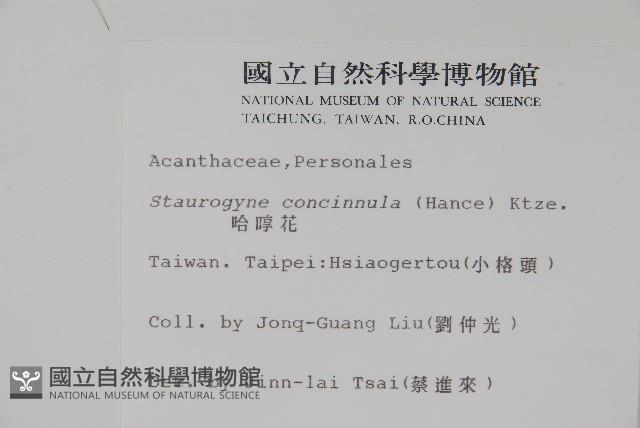 國立自然科學博物館
NATIONAL MUSEUM OF NATURAL SCIENCE
TAICHUNG, TAIWAN, R.O.CHINA
Acanthaceae,Personales
Staurogyne concinnula (Hance) Ktze.
哈哼花
Taiwan. Taipei:Hsiaogertou(小格頭)
Coll. by Jonq-Guang Liu(劉仲光)
by Jinn-lai Tsai(蔡進來)
國立自然科學博物館
NATIONAL MUSEUM OF NATURAL SCIENCE